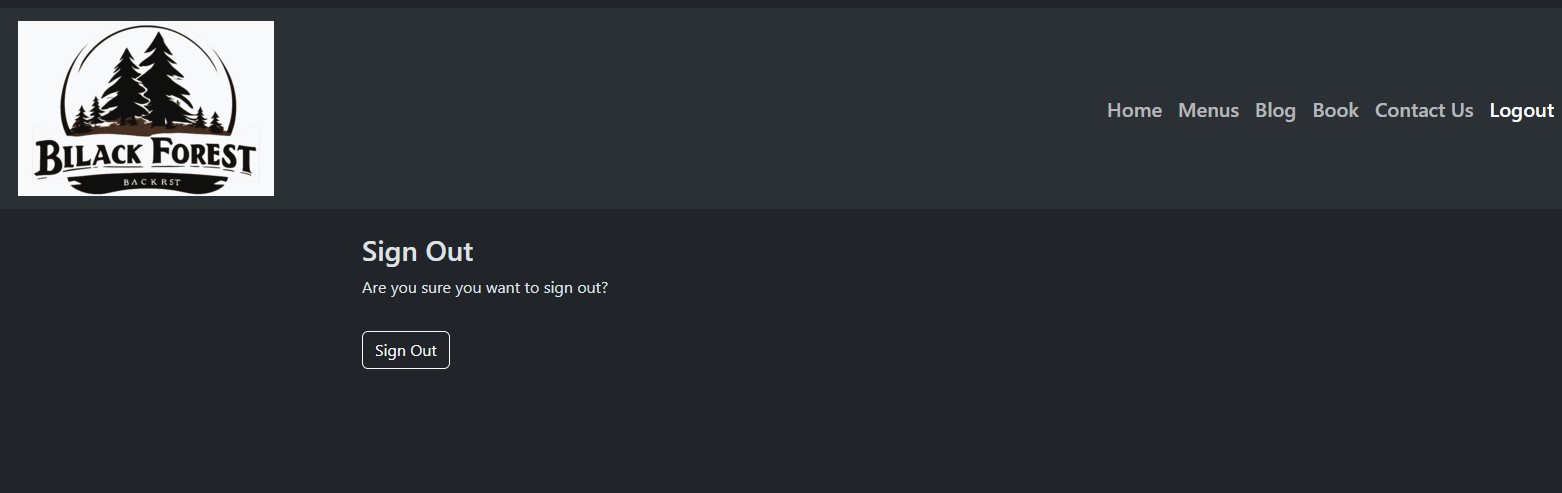 BILACK FOREST
BACKRST
Home Menus Blog Book Contact Us Logout
Sign Out
Are you sure you want to sign out?
Sign Out